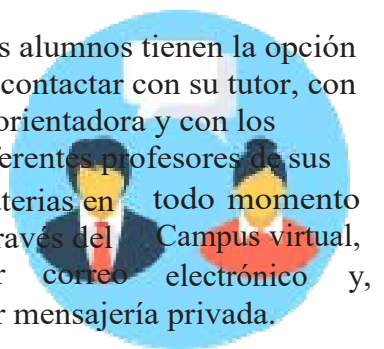 s alumnos tienen la opción
contactar con su tutor, con
orientadora y con los
erentes profesores de sus
terias en todo momento
ravés del Campus virtual,
r correo electrónico y,
r mensajería privada.